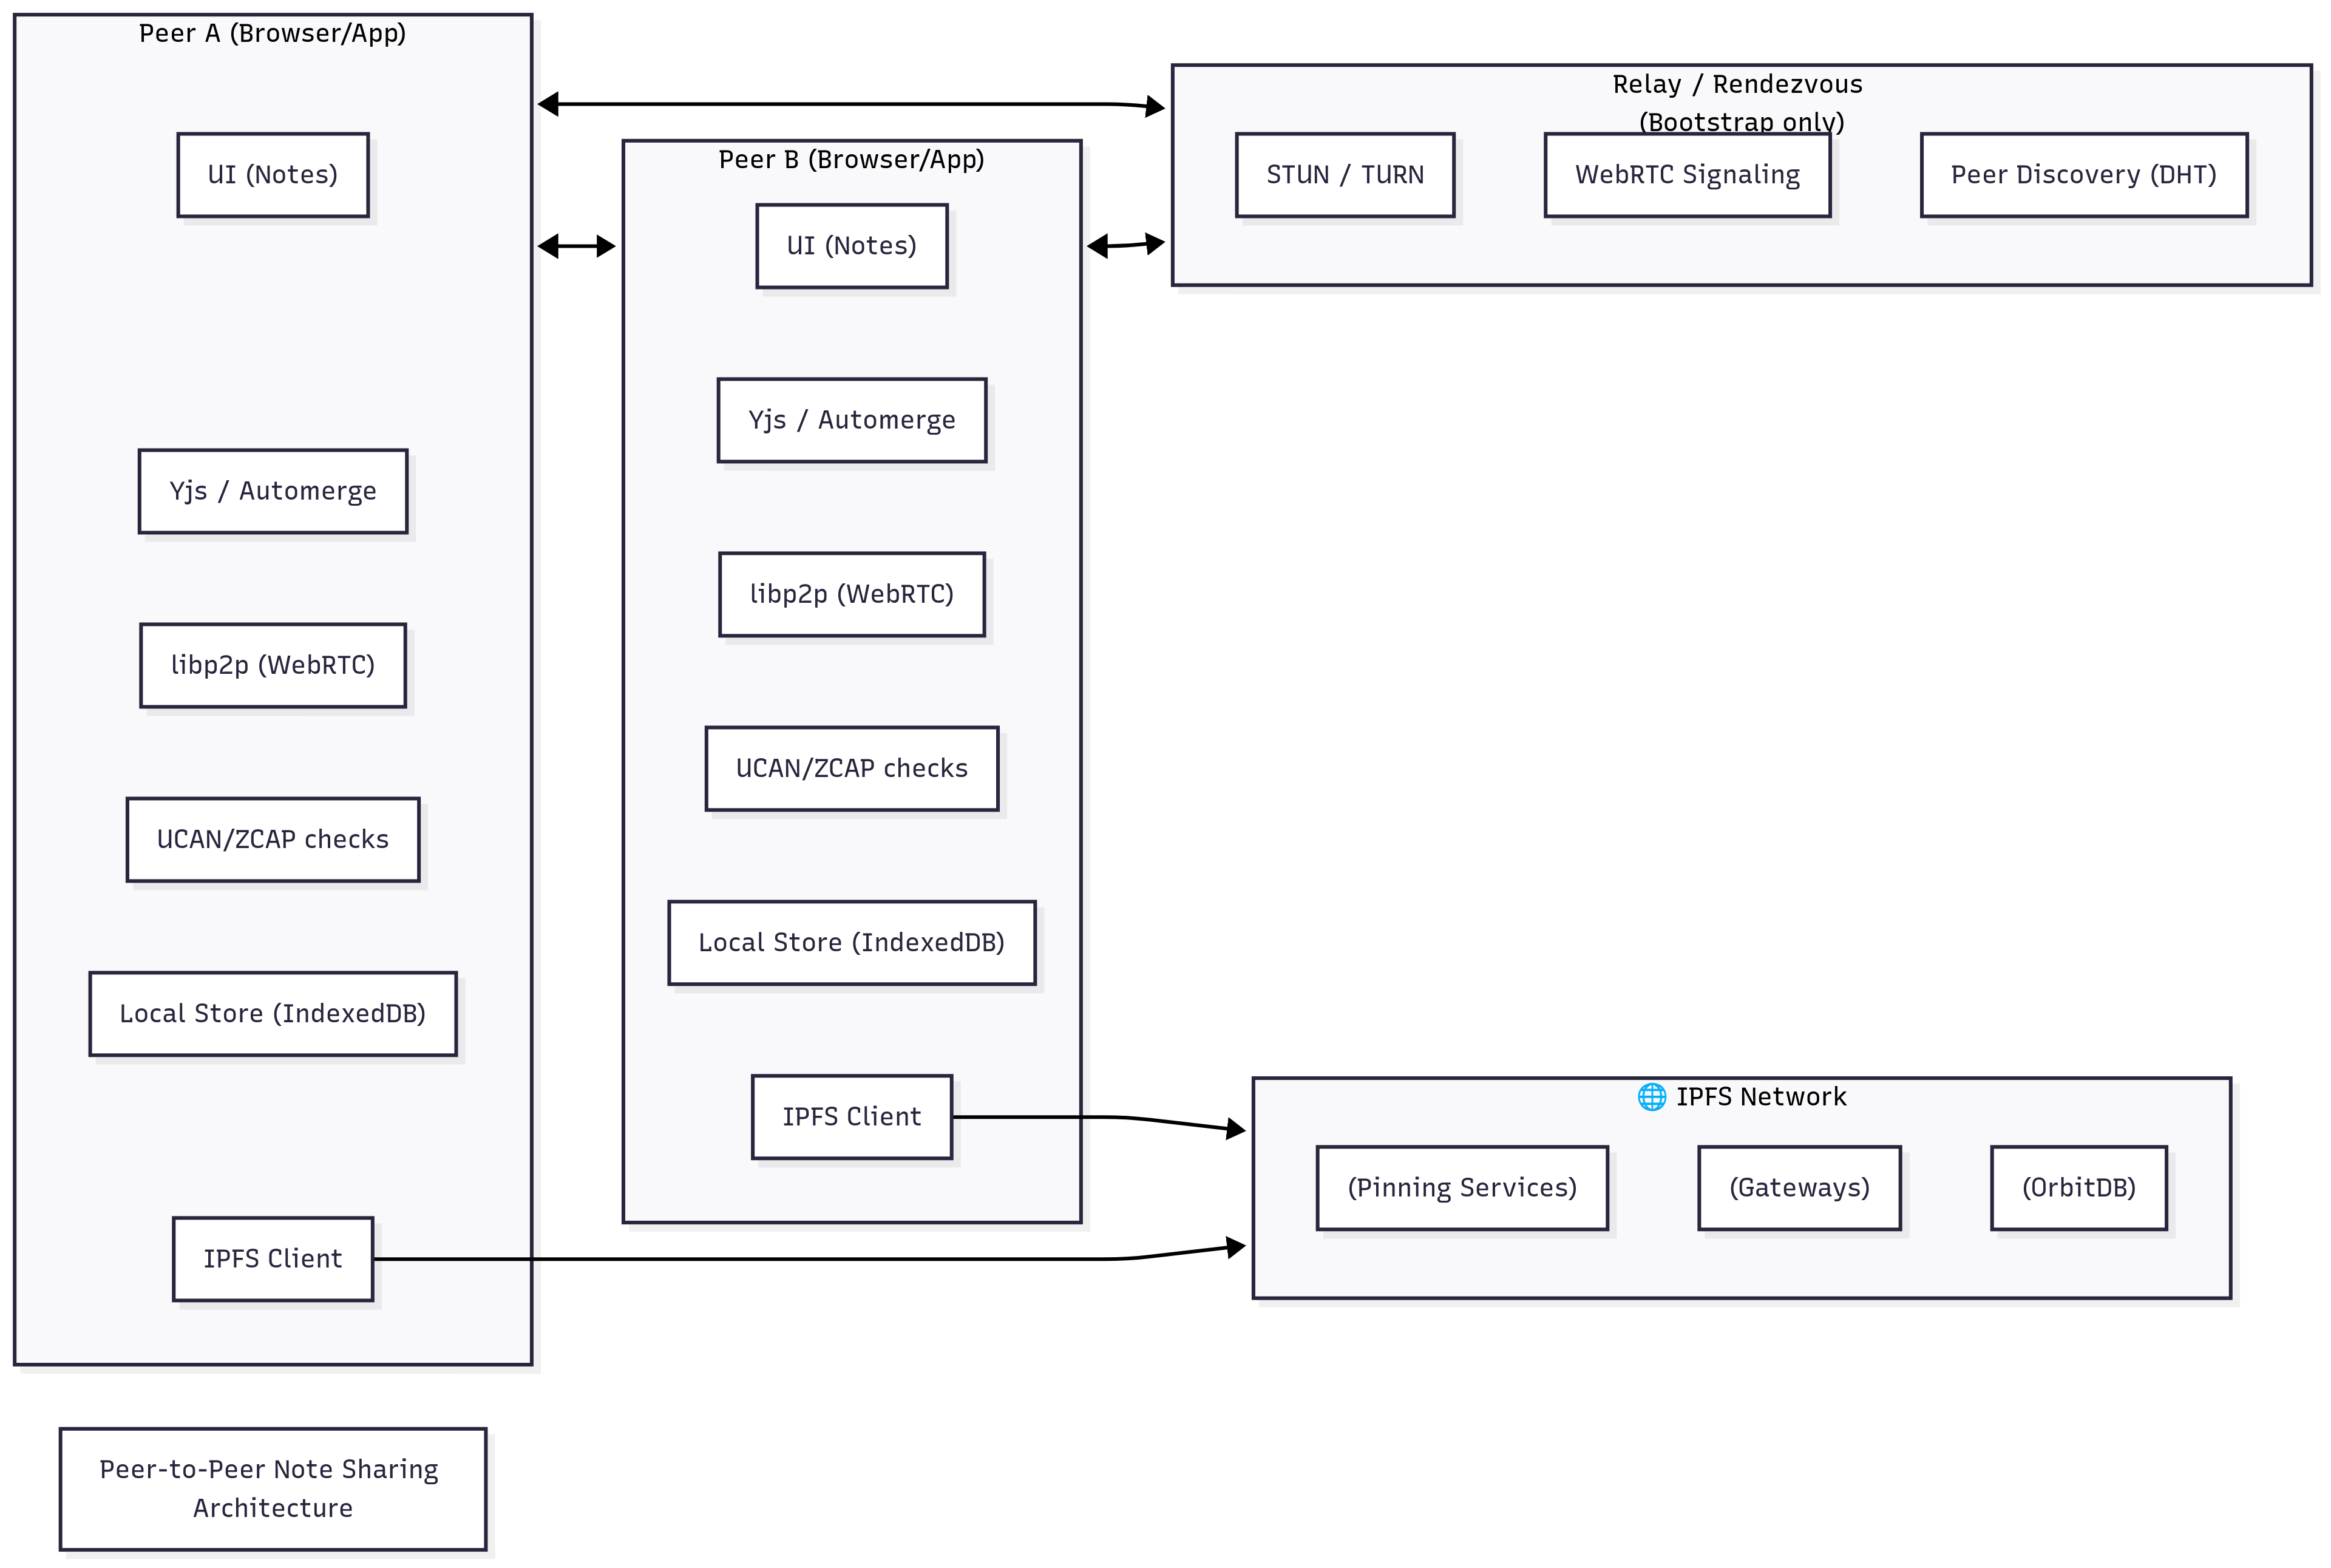 Peer A (Browser/App)
UI (Notes)
Yjs / Automerge
libp2p (WebRTC)
UCAN/ZCAP checks
Local Store (IndexedDB)
IPFS Client
Peer B (Browser/App)
UI (Notes)
Yjs / Automerge
libp2p (WebRTC)
UCAN/ZCAP checks
Local Store (IndexedDB)
IPFS Client
Relay / Rendezvous
(Bootstrap only)
STUN / TURN
WebRTC Signaling
Peer Discovery (DHT)
🌐 IPFS Network
(Pinning Services)
(Gateways)
(OrbitDB)
Peer-to-Peer Note Sharing
Architecture